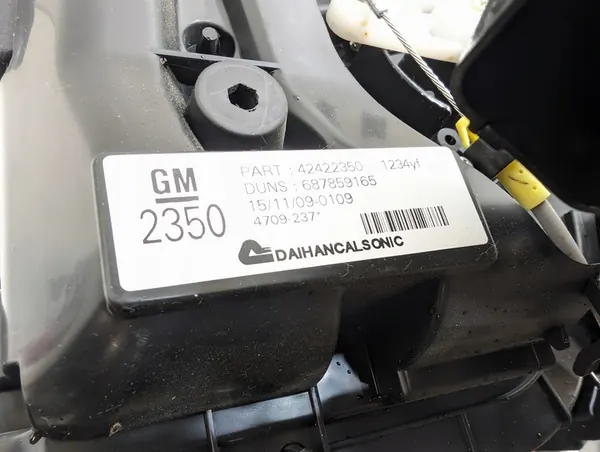 GM
2350
PART : 42422350 1234yf
DUNS : 687859165
15/11/09-0109
4709-237*
DAIHANCALSONIC